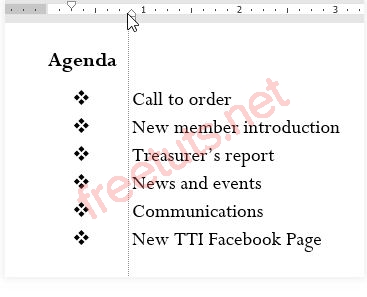 1 2 3
Agenda
❖ Call to order
❖ New member introduction
❖ Treasurer's report
❖ News and events
❖ Communications
❖ New TTI Facebook Page
freetuts.net